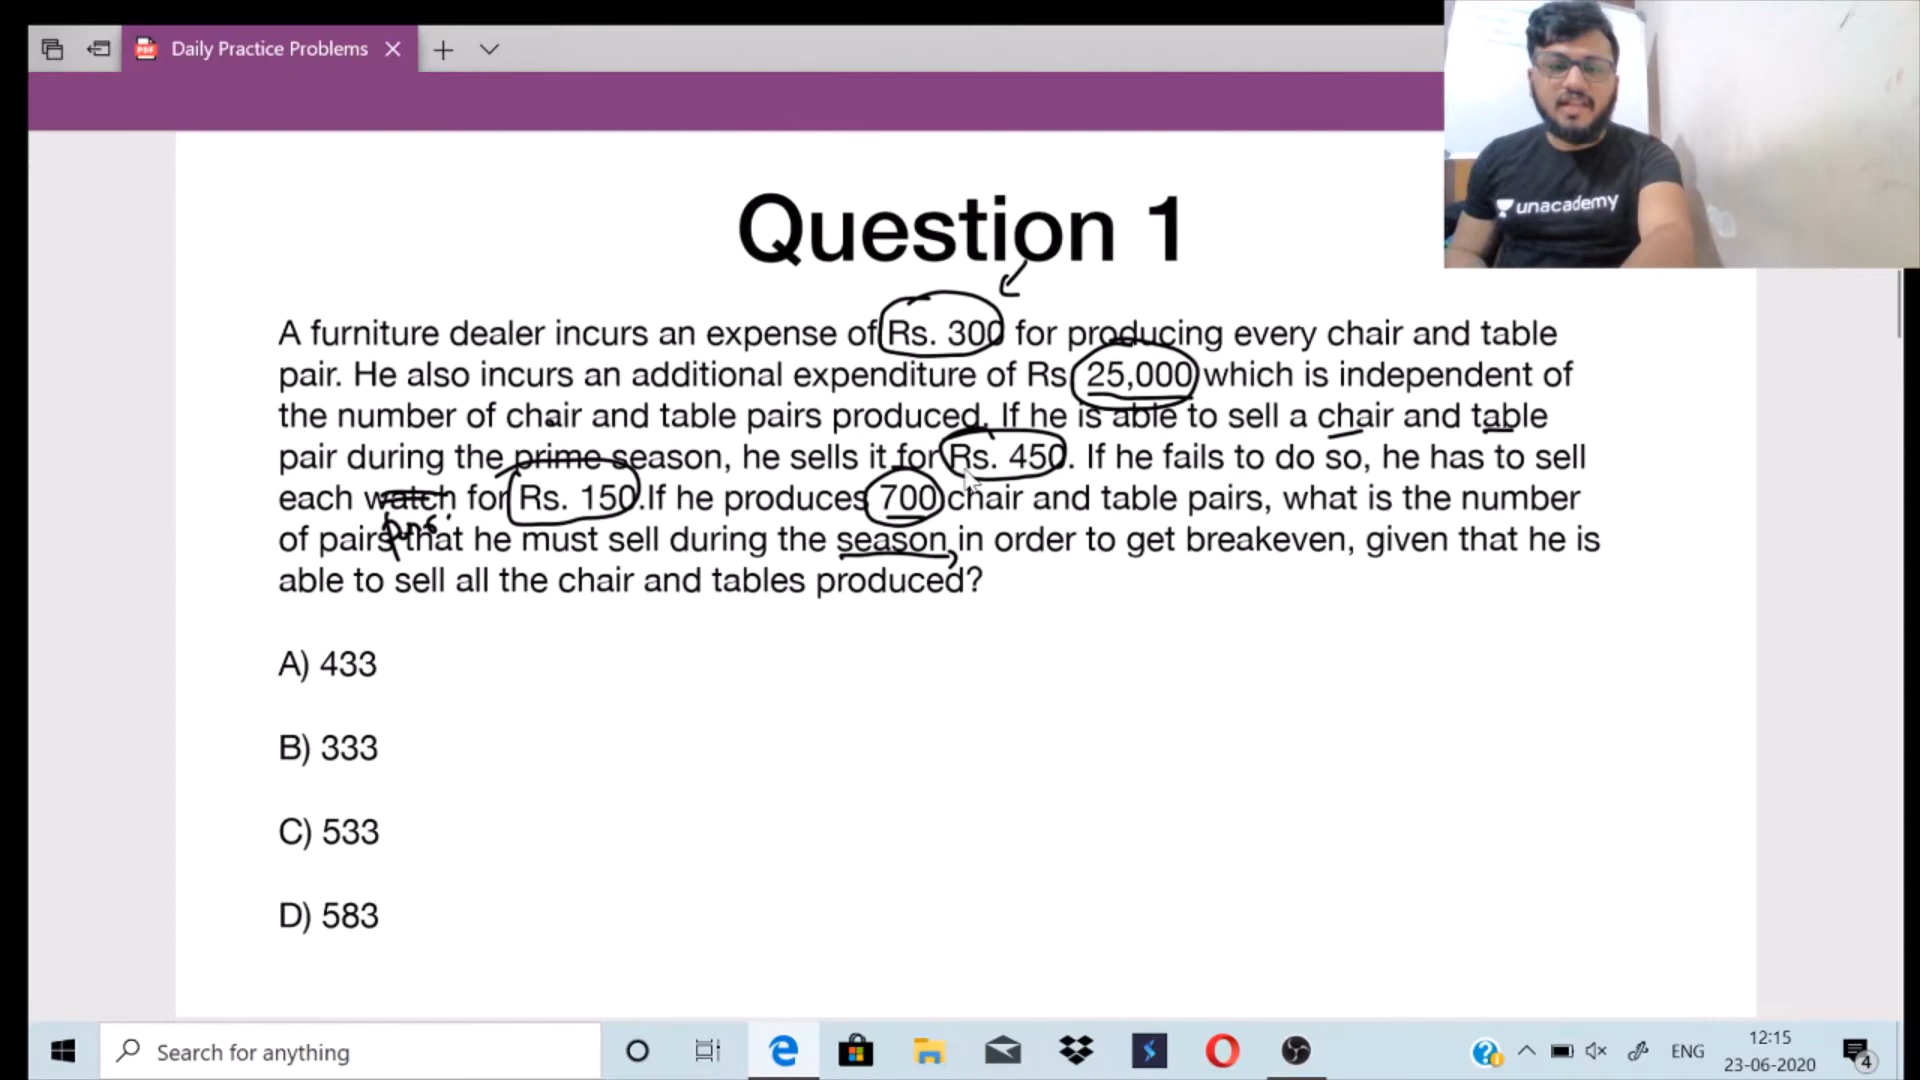 Daily Practice Problems
unacademy
Question 1
A furniture dealer incurs an expense of Rs. 300 for producing every chair and table
pair. He also incurs an additional expenditure of Rs 25,000 which is independent of
the number of chair and table pairs produced. If he is able to sell a chair and table
pair during the prime season, he sells it for Rs. 450. If he fails to do so, he has to sell
each watch for Rs. 150.If he produces 700 chair and table pairs, what is the number
of pairs that he must sell during the season in order to get breakeven, given that he is
able to sell all the chair and tables produced?
A) 433
B) 333
C) 533
D) 583
Search for anything
ENG
12:15
23-06-2020
4